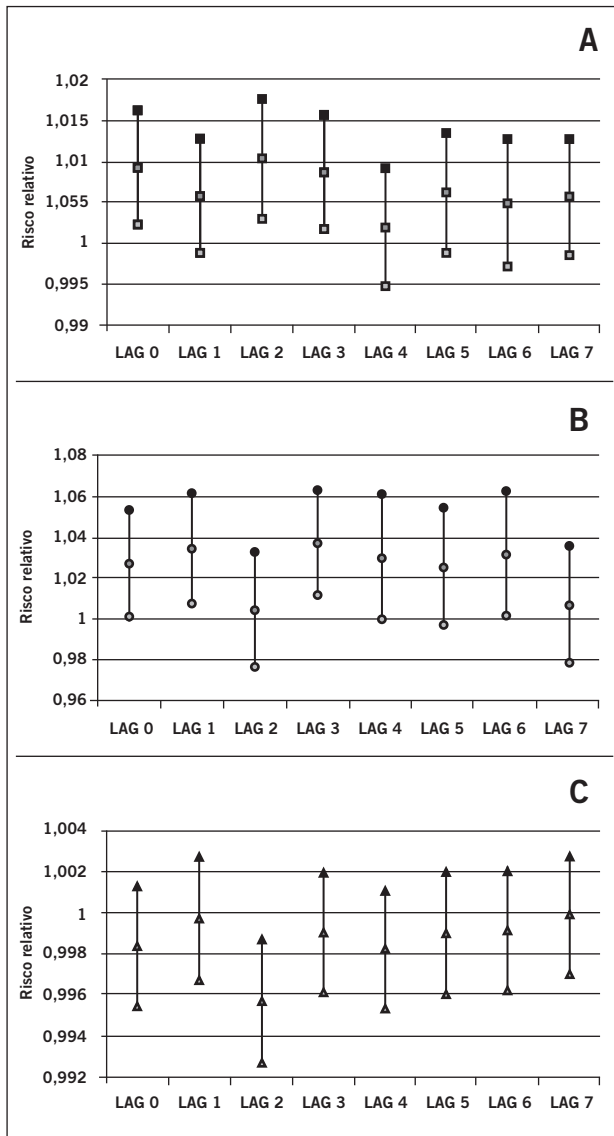 A
1,02
1,015
1,01
1,055
1
0,995
0,99
Risco relativo
LAG 0 LAG 1 LAG 2 LAG 3 LAG 4 LAG 5 LAG 6 LAG 7
B
1,08
1,06
1,04
1,02
1
0,98
0,96
Risco relativo
LAG 0 LAG 1 LAG 2 LAG 3 LAG 4 LAG 5 LAG 6 LAG 7
C
1,004
1,002
1
0,998
0,996
0,994
0,992
Risco relativo
LAG 0 LAG 1 LAG 2 LAG 3 LAG 4 LAG 5 LAG 6 LAG 7